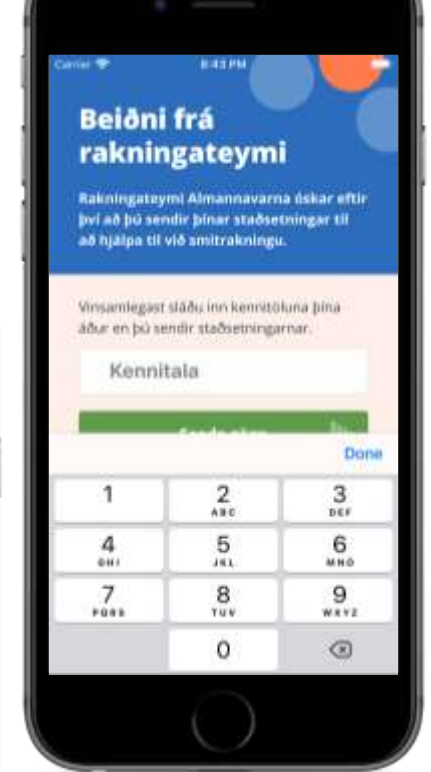 Carrier
8:43 PM
Beiðni frá
rakningateymi
Rakningateymi Almannavarna óskar eftir
því að þú sendir þínar staðsetningar til
að hjálpa til við smitrakningu.
Vinsamlegast sláðu inn kennitöluna þína
áður en þú sendir staðsetningarnar.
Kennitala
Done
1
2
ABC
3
DEF
4
GHI
5
JKL
6
MNO
7
PQRS
8
TUV
9
WXYZ
0